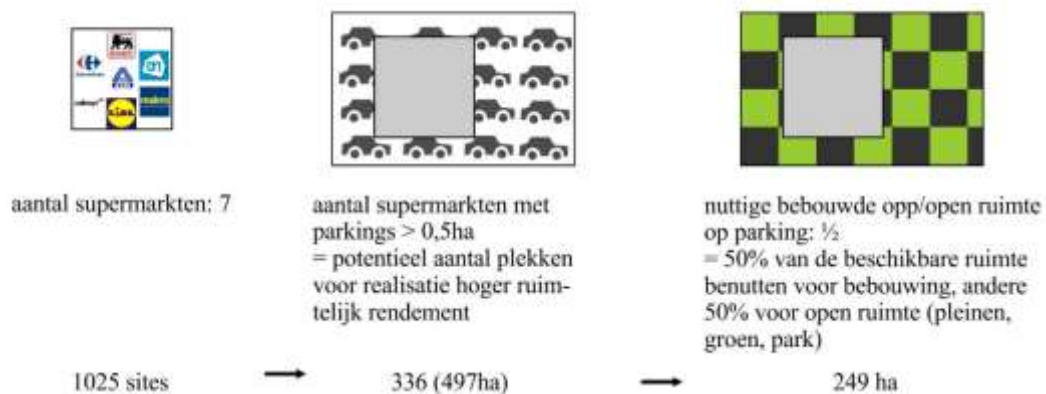 aantal supermarkten: 7
aantal supermarkten met
parkings > 0,5ha
= potentieel aantal plekken
voor realisatie hoger ruim-
telijk rendement
nuttige bebouwde opp/open ruimte
op parking: ½
= 50% van de beschikbare ruimte
benutten voor bebouwing, andere
50% voor open ruimte (pleinen,
groen, park)
1025 sites
336 (497ha)
249 ha